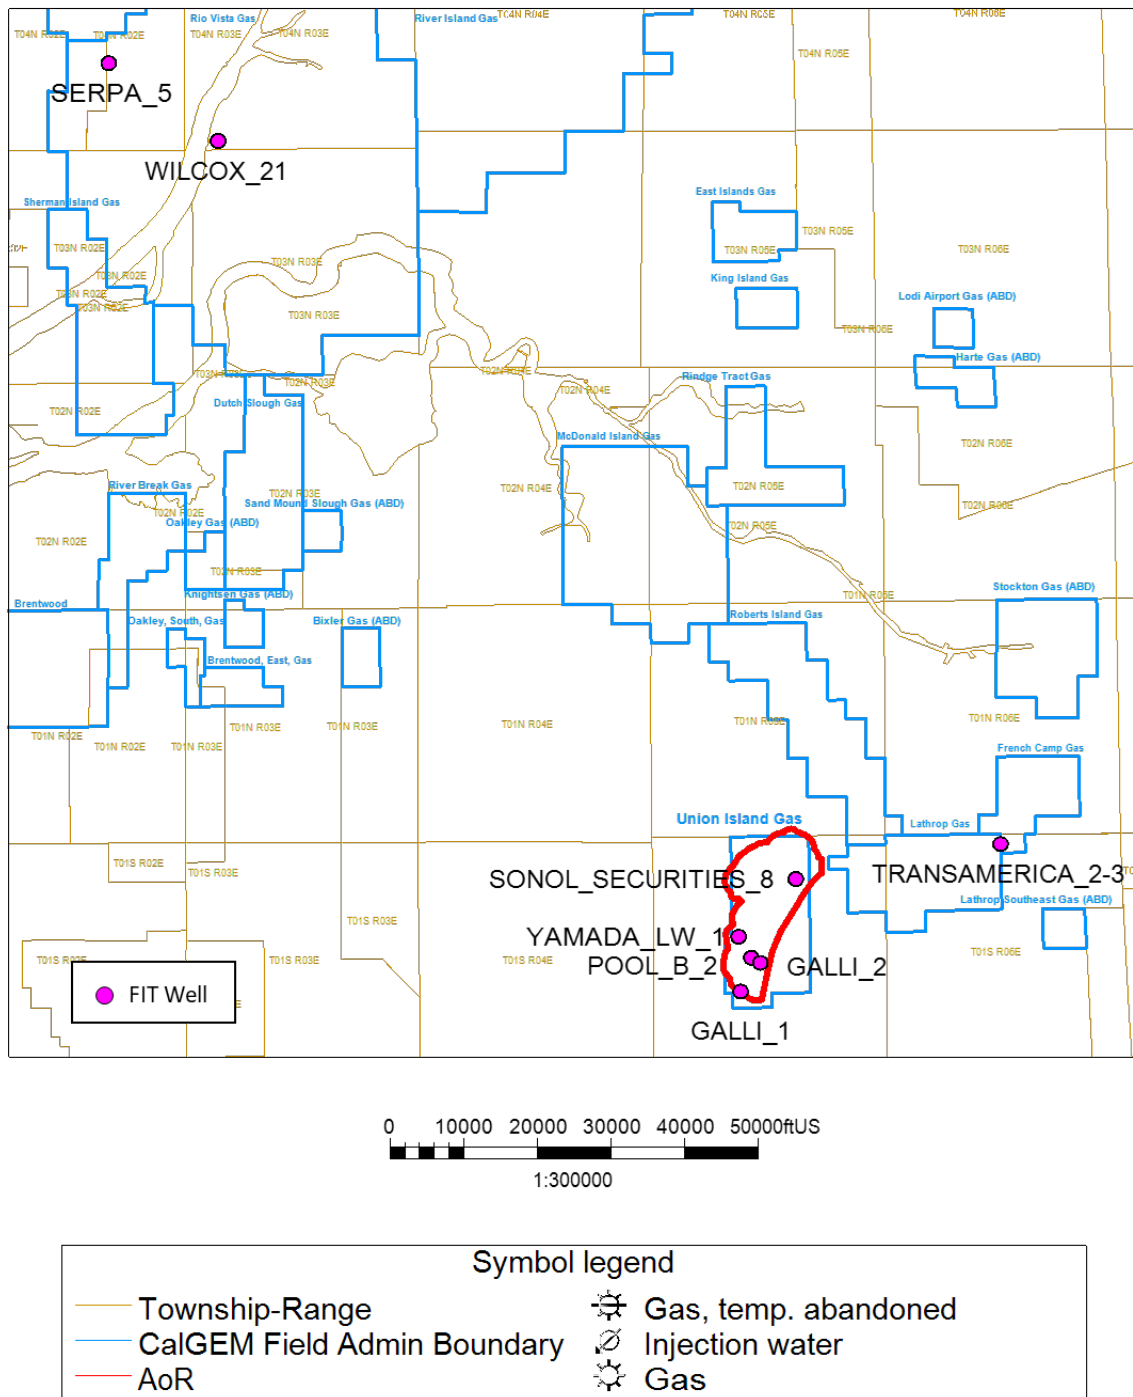 T04N R02E
T04N R02E
Rio Vista Gas
T04N R03E
T04N R03E
River Island Gas
T04N R04E
T04N R05E
T04N R06E
T04N R05E
SERPA_5
WILCOX_21
Sherman Island Gas
East Islands Gas
T03N R02E
T03N R02E
T03N R02E
T03N R02E
T03N R03E
T03N R03E
T03N R05E
T03N R05E
T03N R06E
King Island Gas
Lodi Airport Gas (ABD)
T03N R06E
Harte Gas (ABD)
T02N R03E
T02N R04E
Rindge Tract Gas
Dutch Slough Gas
T02N R02E
McDonald Island Gas
T02N R06E
River Break Gas
T02N R03E
T02N R04E
T02N R05E
Sand Mound Slough Gas (ABD)
T02N R02E
T02N R06E
Oakley Gas (ABD)
T02N R05E
T02N R02E
T02N R03E
Knightsen Gas (ABD)
Stockton Gas (ABD)
T01N R05E
Brentwood
Oakley, South, Gas
Bixler Gas (ABD)
Roberts Island Gas
Brentwood, East, Gas
T01N R02E
T01N R02E
T01N R03E
T01N R03E
T01N R04E
T01N R05E
T01N R06E
French Camp Gas
Union Island Gas
Lathrop Gas
T01S R02E
T01S R03E
SONOL_SECURITIES_8
TRANSAMERICA_2-3
Lathrop Southeast Gas (ABD)
T01S R03E
YAMADA_LW_1
T01S R02E
T01S R03E
T01S R04E
POOL_B_2
GALLI_2
T01S R06E
FIT Well
GALLI_1
0 10000 20000 30000 40000 50000ftUS
1:300000
Symbol legend
Township-Range
Gas, temp. abandoned
CalGEM Field Admin Boundary
Injection water
AoR
Gas